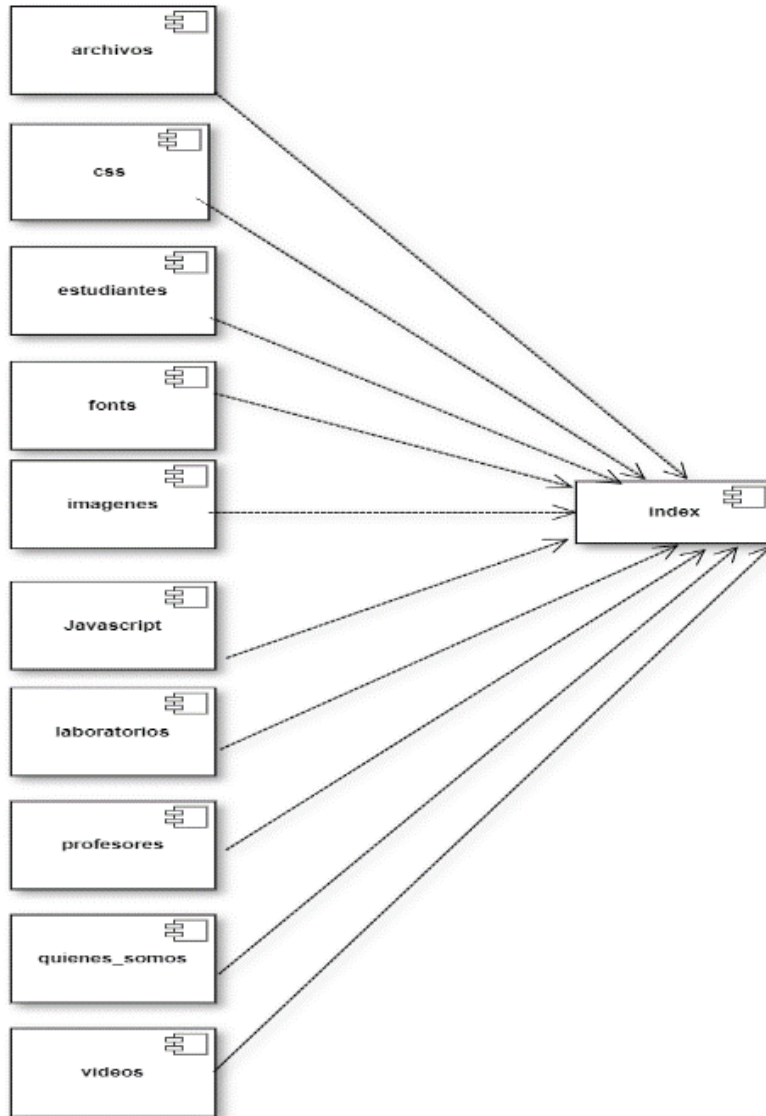 archivos
css
estudiantes
fonts
imagenes
index
Javascript
laboratorios
profesores
quienes_somos
videos